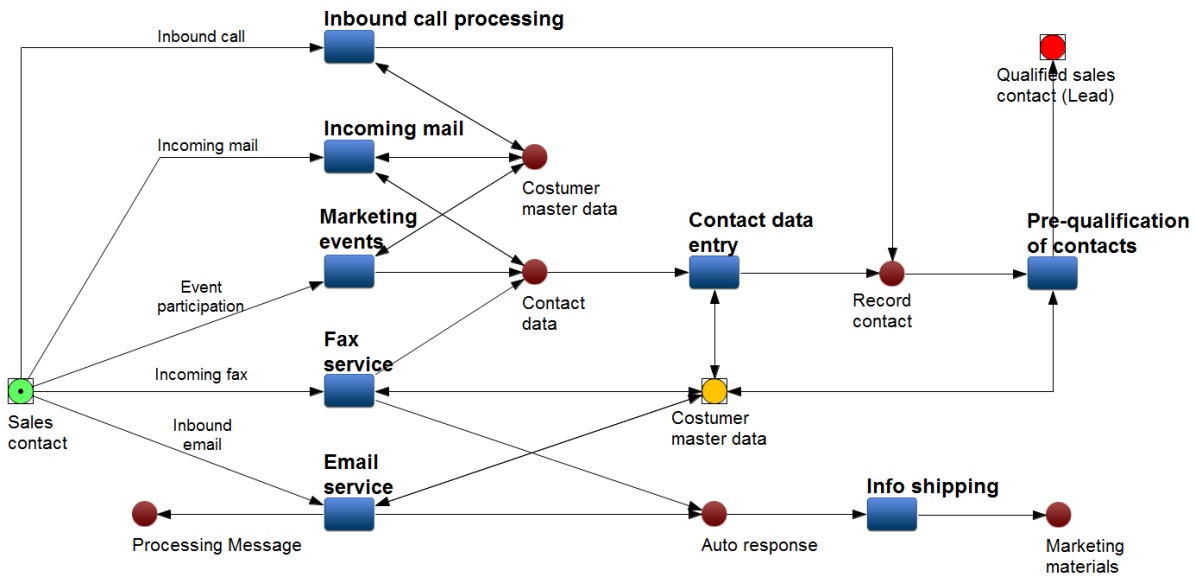 Inbound call processing
Inbound call
Qualified sales
contact (Lead)
Incoming mail
Incoming mail
Costumer
master data
Marketing
events
Contact data
entry
Pre-qualification
of contacts
Event
participation
Contact
data
Record
contact
Fax
service
Incoming fax
Sales
contact
Costumer
master data
Inbound
email
Email
service
Info shipping
Processing Message
Auto response
Marketing
materials